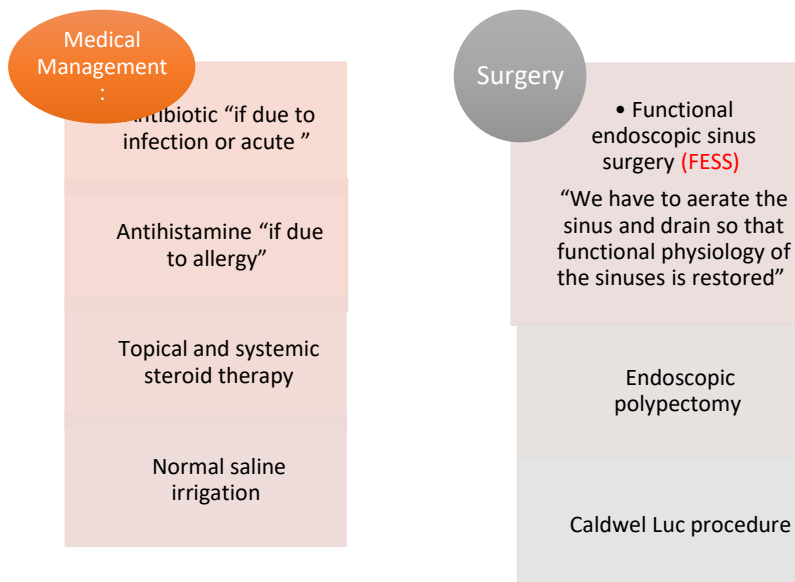 Medical
Management
:
Antibiotic “if due to
infection or acute ”
Antihistamine “if due
to allergy”
Topical and systemic
steroid therapy
Normal saline
irrigation
Surgery
• Functional
endoscopic sinus
surgery (FESS)
“We have to aerate the
sinus and drain so that
functional physiology of
the sinuses is restored”
Endoscopic
polypectomy
Caldwel Luc procedure